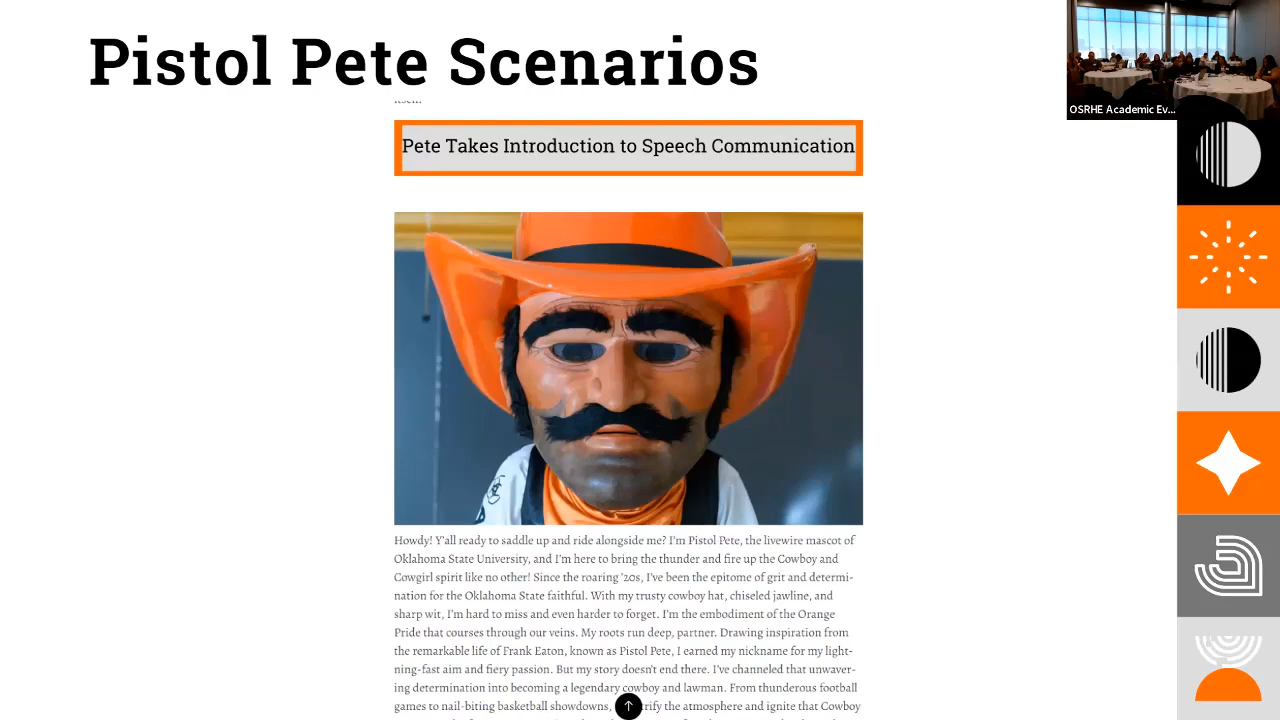 Pistol Pete Scenarios
OSRHE Academic Ev...
itself.
Pete Takes Introduction to Speech Communication
Howdy! Y'all ready to saddle up and ride alongside me? I'm Pistol Pete, the livewire mascot of
Oklahoma State University, and I'm here to bring the thunder and fire up the Cowboy and
Cowgirl spirit like no other! Since the roaring '20s, I've been the epitome of grit and determi-
nation for the Oklahoma State faithful. With my trusty cowboy hat, chiseled jawline, and
sharp wit, I'm hard to miss and even harder to forget. I'm the embodiment of the Orange
Pride that courses through our veins. My roots run deep, partner. Drawing inspiration from
the remarkable life of Frank Eaton, known as Pistol Pete, I earned my nickname for my light-
ning-fast aim and fiery passion. But my story doesn't end there. I've channeled that unwaver-
ing determination into becoming a legendary cowboy and lawman. From thunderous football
games to nail-biting basketball showdowns, trify the atmosphere and ignite that Cowboy